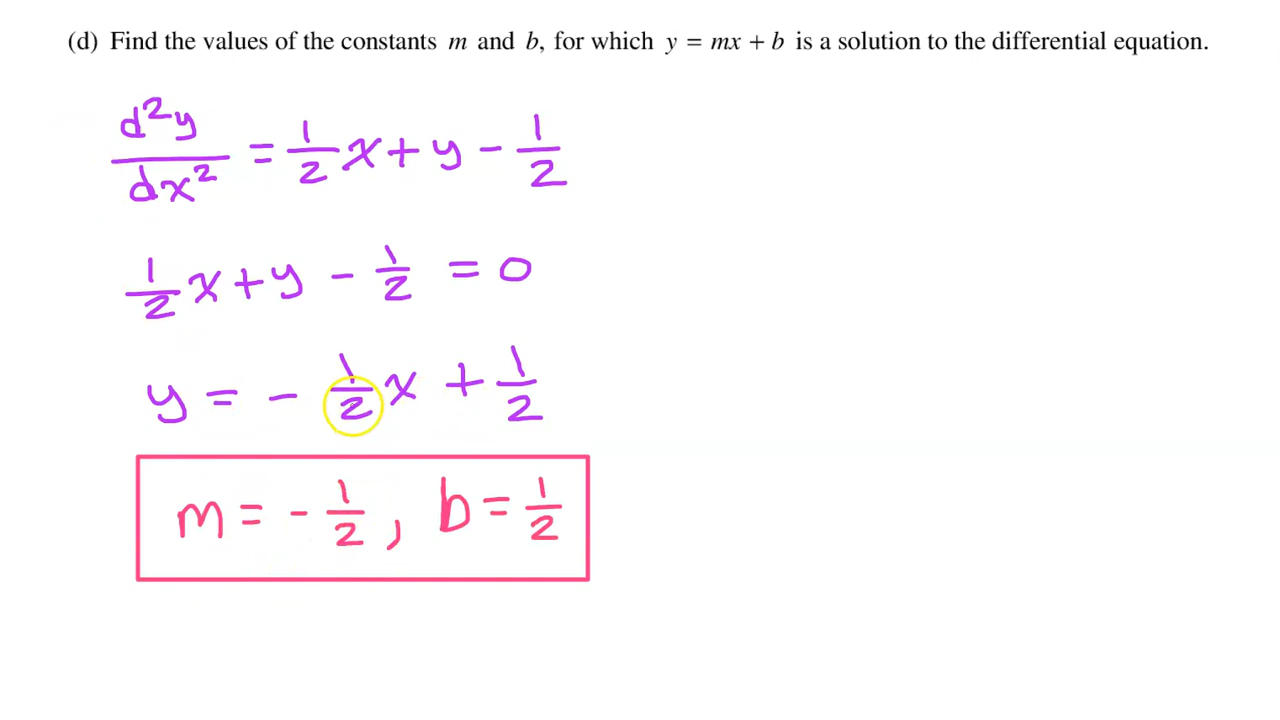 (d) Find the values of the constants m and b, for which y = mx + b is a solution to the differential equation.
d²y/dx² = 1/2 x + y - 1/2
1/2 x + y - 1/2 = 0
y = - 1/2 x + 1/2
m = - 1/2 , b = 1/2